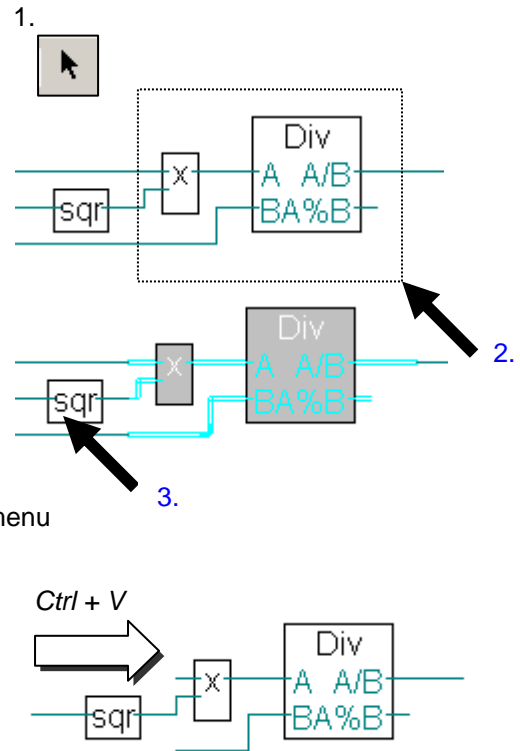 1.
Div
X
A A/B
sqr
BA%B
2.
Div
X
A A/B
sqr
BA%B
3.
menu
Ctrl + V
Div
X
A A/B
sqr
BA%B